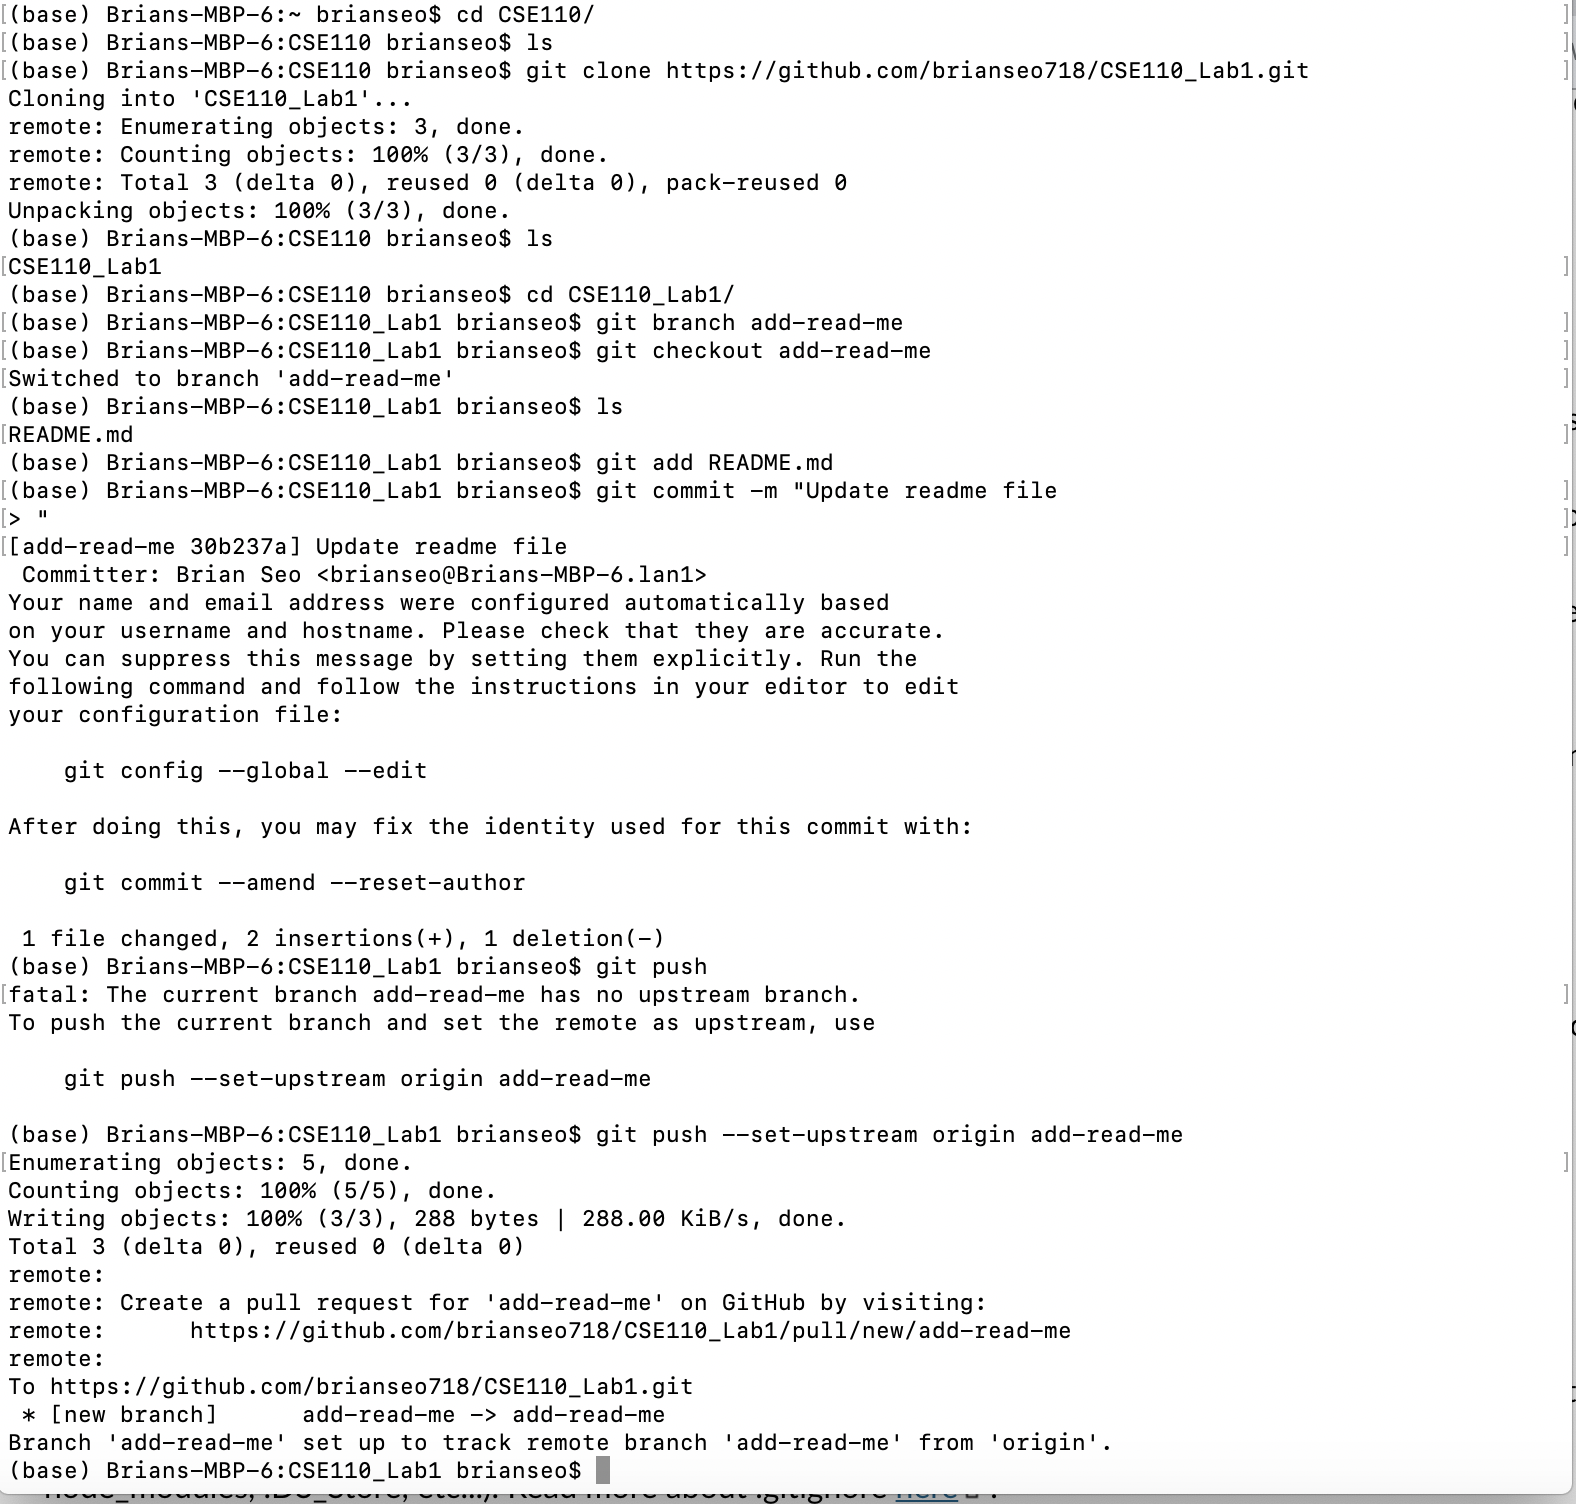 (base) Brians-MBP-6:~ brianseo$ cd CSE110/
(base) Brians-MBP-6:CSE110 brianseo$ ls
(base) Brians-MBP-6:CSE110 brianseo$ git clone https://github.com/brianseo718/CSE110_Lab1.git
Cloning into 'CSE110_Lab1'...
remote: Enumerating objects: 3, done.
remote: Counting objects: 100% (3/3), done.
remote: Total 3 (delta 0), reused 0 (delta 0), pack-reused 0
Unpacking objects: 100% (3/3), done.
(base) Brians-MBP-6:CSE110 brianseo$ ls
CSE110_Lab1
(base) Brians-MBP-6:CSE110 brianseo$ cd CSE110_Lab1/
(base) Brians-MBP-6:CSE110_Lab1 brianseo$ git branch add-read-me
(base) Brians-MBP-6:CSE110_Lab1 brianseo$ git checkout add-read-me
Switched to branch 'add-read-me'
(base) Brians-MBP-6:CSE110_Lab1 brianseo$ ls
README.md
(base) Brians-MBP-6:CSE110_Lab1 brianseo$ git add README.md
(base) Brians-MBP-6:CSE110_Lab1 brianseo$ git commit -m "Update readme file
> "
[add-read-me 30b237a] Update readme file
 Committer: Brian Seo <brianseo@Brians-MBP-6.lan1>
Your name and email address were configured automatically based
on your username and hostname. Please check that they are accurate.
You can suppress this message by setting them explicitly. Run the
following command and follow the instructions in your editor to edit
your configuration file:
    git config --global --edit
After doing this, you may fix the identity used for this commit with:
    git commit --amend --reset-author
 1 file changed, 2 insertions(+), 1 deletion(-)
(base) Brians-MBP-6:CSE110_Lab1 brianseo$ git push
fatal: The current branch add-read-me has no upstream branch.
To push the current branch and set the remote as upstream, use
    git push --set-upstream origin add-read-me
(base) Brians-MBP-6:CSE110_Lab1 brianseo$ git push --set-upstream origin add-read-me
Enumerating objects: 5, done.
Counting objects: 100% (5/5), done.
Writing objects: 100% (3/3), 288 bytes | 288.00 KiB/s, done.
Total 3 (delta 0), reused 0 (delta 0)
remote:
remote: Create a pull request for 'add-read-me' on GitHub by visiting:
remote:      https://github.com/brianseo718/CSE110_Lab1/pull/new/add-read-me
remote:
To https://github.com/brianseo718/CSE110_Lab1.git
 * [new branch]      add-read-me -> add-read-me
Branch 'add-read-me' set up to track remote branch 'add-read-me' from 'origin'.
(base) Brians-MBP-6:CSE110_Lab1 brianseo$